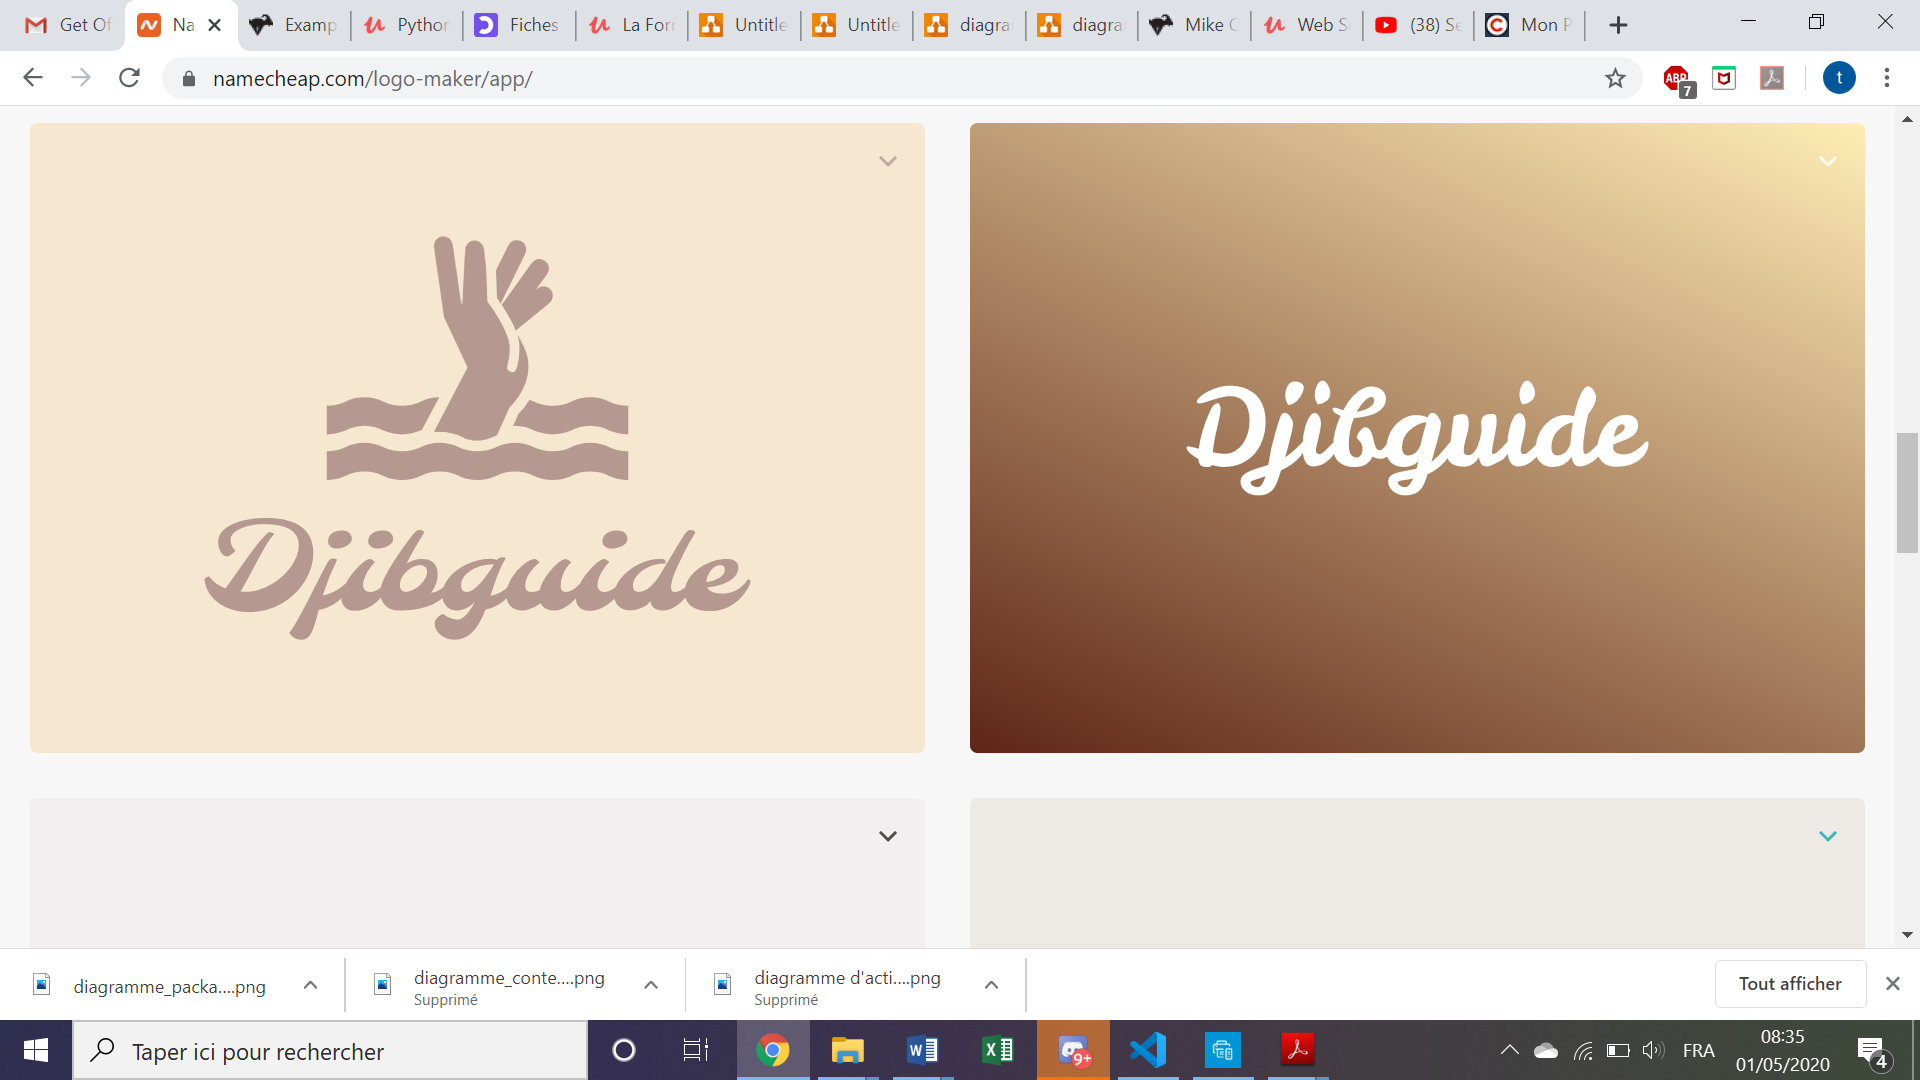 Get Of
Na
Examp
Python
Fiches
La For
Untitle
Untitle
diagra
diagra
Mike C
Web S
(38) Se
Mon P
namecheap.com/logo-maker/app/
ABP
7
t
Djibguide
Djibguide
diagramme_packa....png
diagramme_conte....png
Supprimé
diagramme d'acti....png
Supprimé
Tout afficher
Taper ici pour rechercher
9+
FRA
08:35
01/05/2020
4